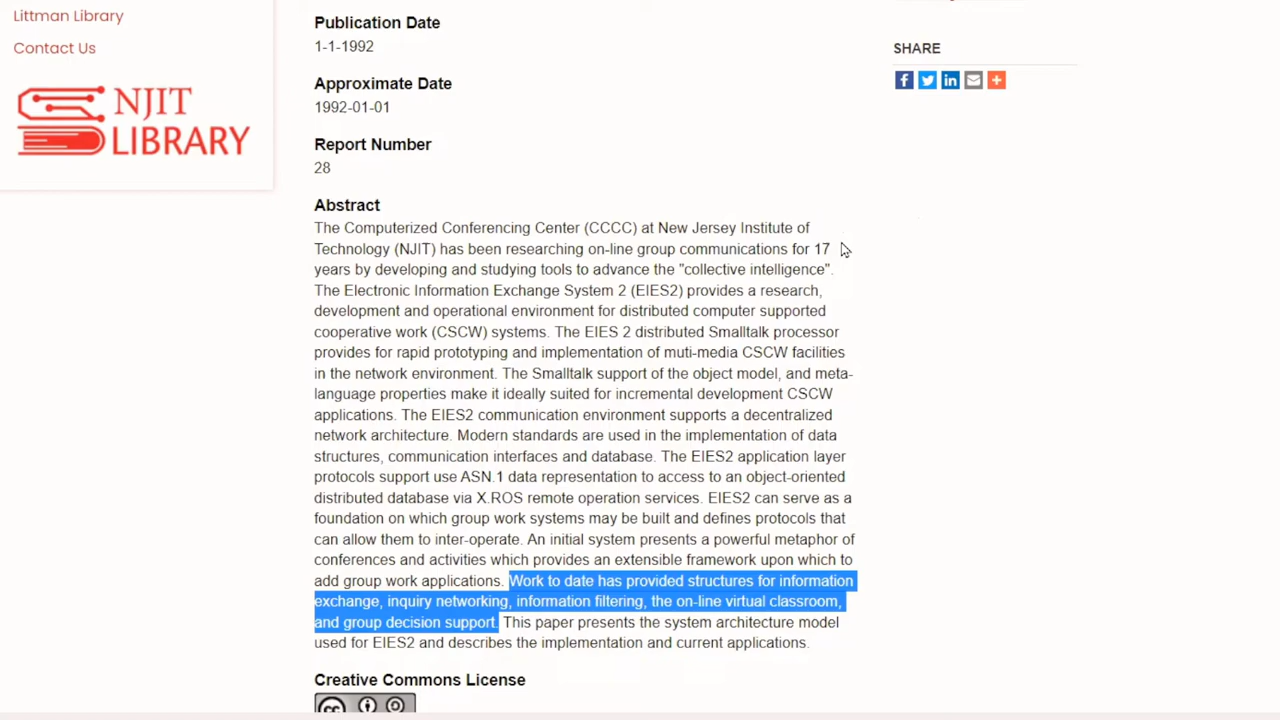 Littman Library
Contact Us
NJIT
LIBRARY
Publication Date
1-1-1992
Approximate Date
1992-01-01
Report Number
28
Abstract
The Computerized Conferencing Center (CCCC) at New Jersey Institute of
Technology (NJIT) has been researching on-line group communications for 17
years by developing and studying tools to advance the "collective intelligence".
The Electronic Information Exchange System 2 (EIES2) provides a research,
development and operational environment for distributed computer supported
cooperative work (CSCW) systems. The EIES 2 distributed Smalltalk processor
provides for rapid prototyping and implementation of muti-media CSCW facilities
in the network environment. The Smalltalk support of the object model, and meta-
language properties make it ideally suited for incremental development CSCW
applications. The EIES2 communication environment supports a decentralized
network architecture. Modern standards are used in the implementation of data
structures, communication interfaces and database. The EIES2 application layer
protocols support use ASN.1 data representation to access to an object-oriented
distributed database via X.ROS remote operation services. EIES2 can serve as a
foundation on which group work systems may be built and defines protocols that
can allow them to inter-operate. An initial system presents a powerful metaphor of
conferences and activities which provides an extensible framework upon which to
add group work applications. Work to date has provided structures for information
exchange, inquiry networking, information filtering, the on-line virtual classroom,
and group decision support. This paper presents the system architecture model
used for EIES2 and describes the implementation and current applications.
Creative Commons License
cc
SHARE